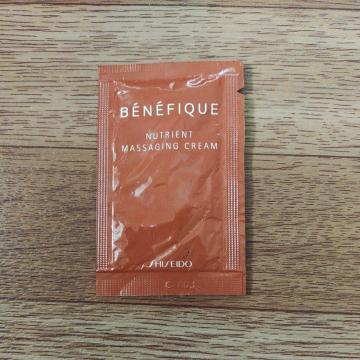 BÉNÉFIQUE
NUTRIENT
MASSAGING CREAM
SHISEIDO